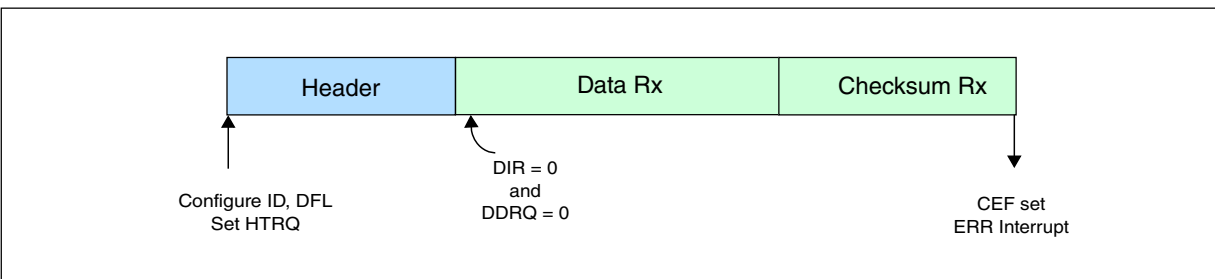 Header
Data Rx
Checksum Rx
Configure ID, DFL
Set HTRQ
DIR = 0
and
DDRQ = 0
CEF set
ERR Interrupt